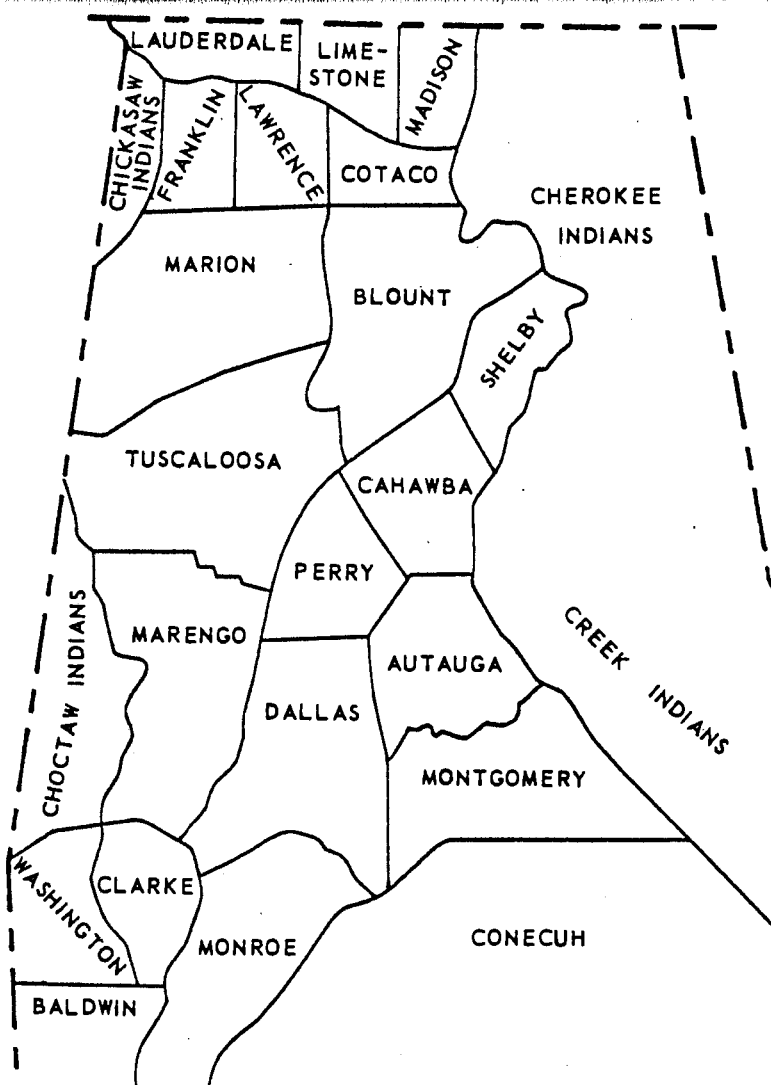 LAUDERDALE
LIME-
STONE
MADISON
CHICKASAW
INDIANS
FRANKLIN
LAWRENCE
COTACO
CHEROKEE
INDIANS
MARION
BLOUNT
SHELBY
TUSCALOOSA
CAHAWBA
PERRY
CHOCTAW INDIANS
MARENGO
AUTAUGA
CREEK INDIANS
DALLAS
MONTGOMERY
WASHINGTON
CLARKE
MONROE
CONECUH
BALDWIN